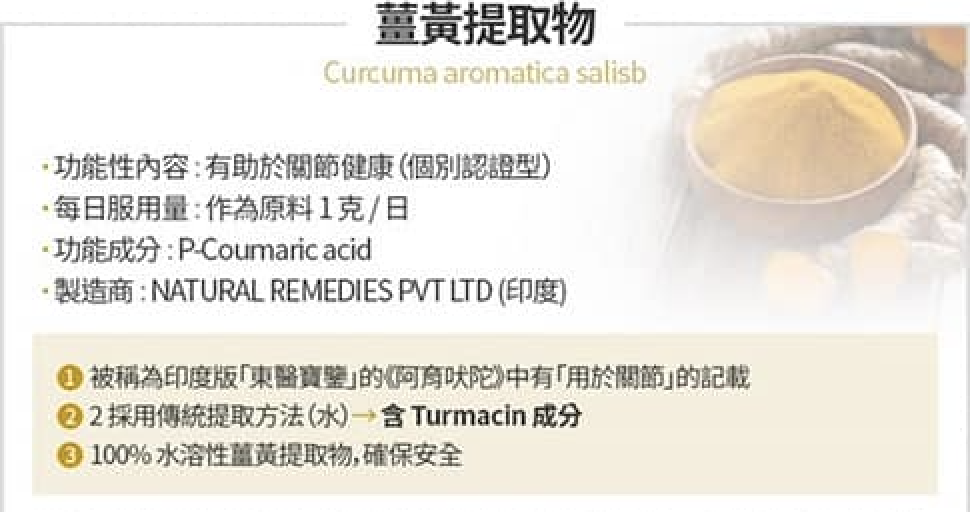 薑黃提取物
Curcuma aromatica salisb
· 功能性內容 : 有助於關節健康 (個別認證型)
· 每日服用量 : 作為原料 1 克 / 日
· 功能成分 : P-Coumaric acid
· 製造商 : NATURAL REMEDIES PVT LTD (印度)
1 被稱為印度版「東醫寶鑒」的《阿育吠陀》中有「用於關節」的記載
2 2 採用傳統提取方法 (水) → 含 Turmacin 成分
3 100% 水溶性薑黃提取物, 確保安全